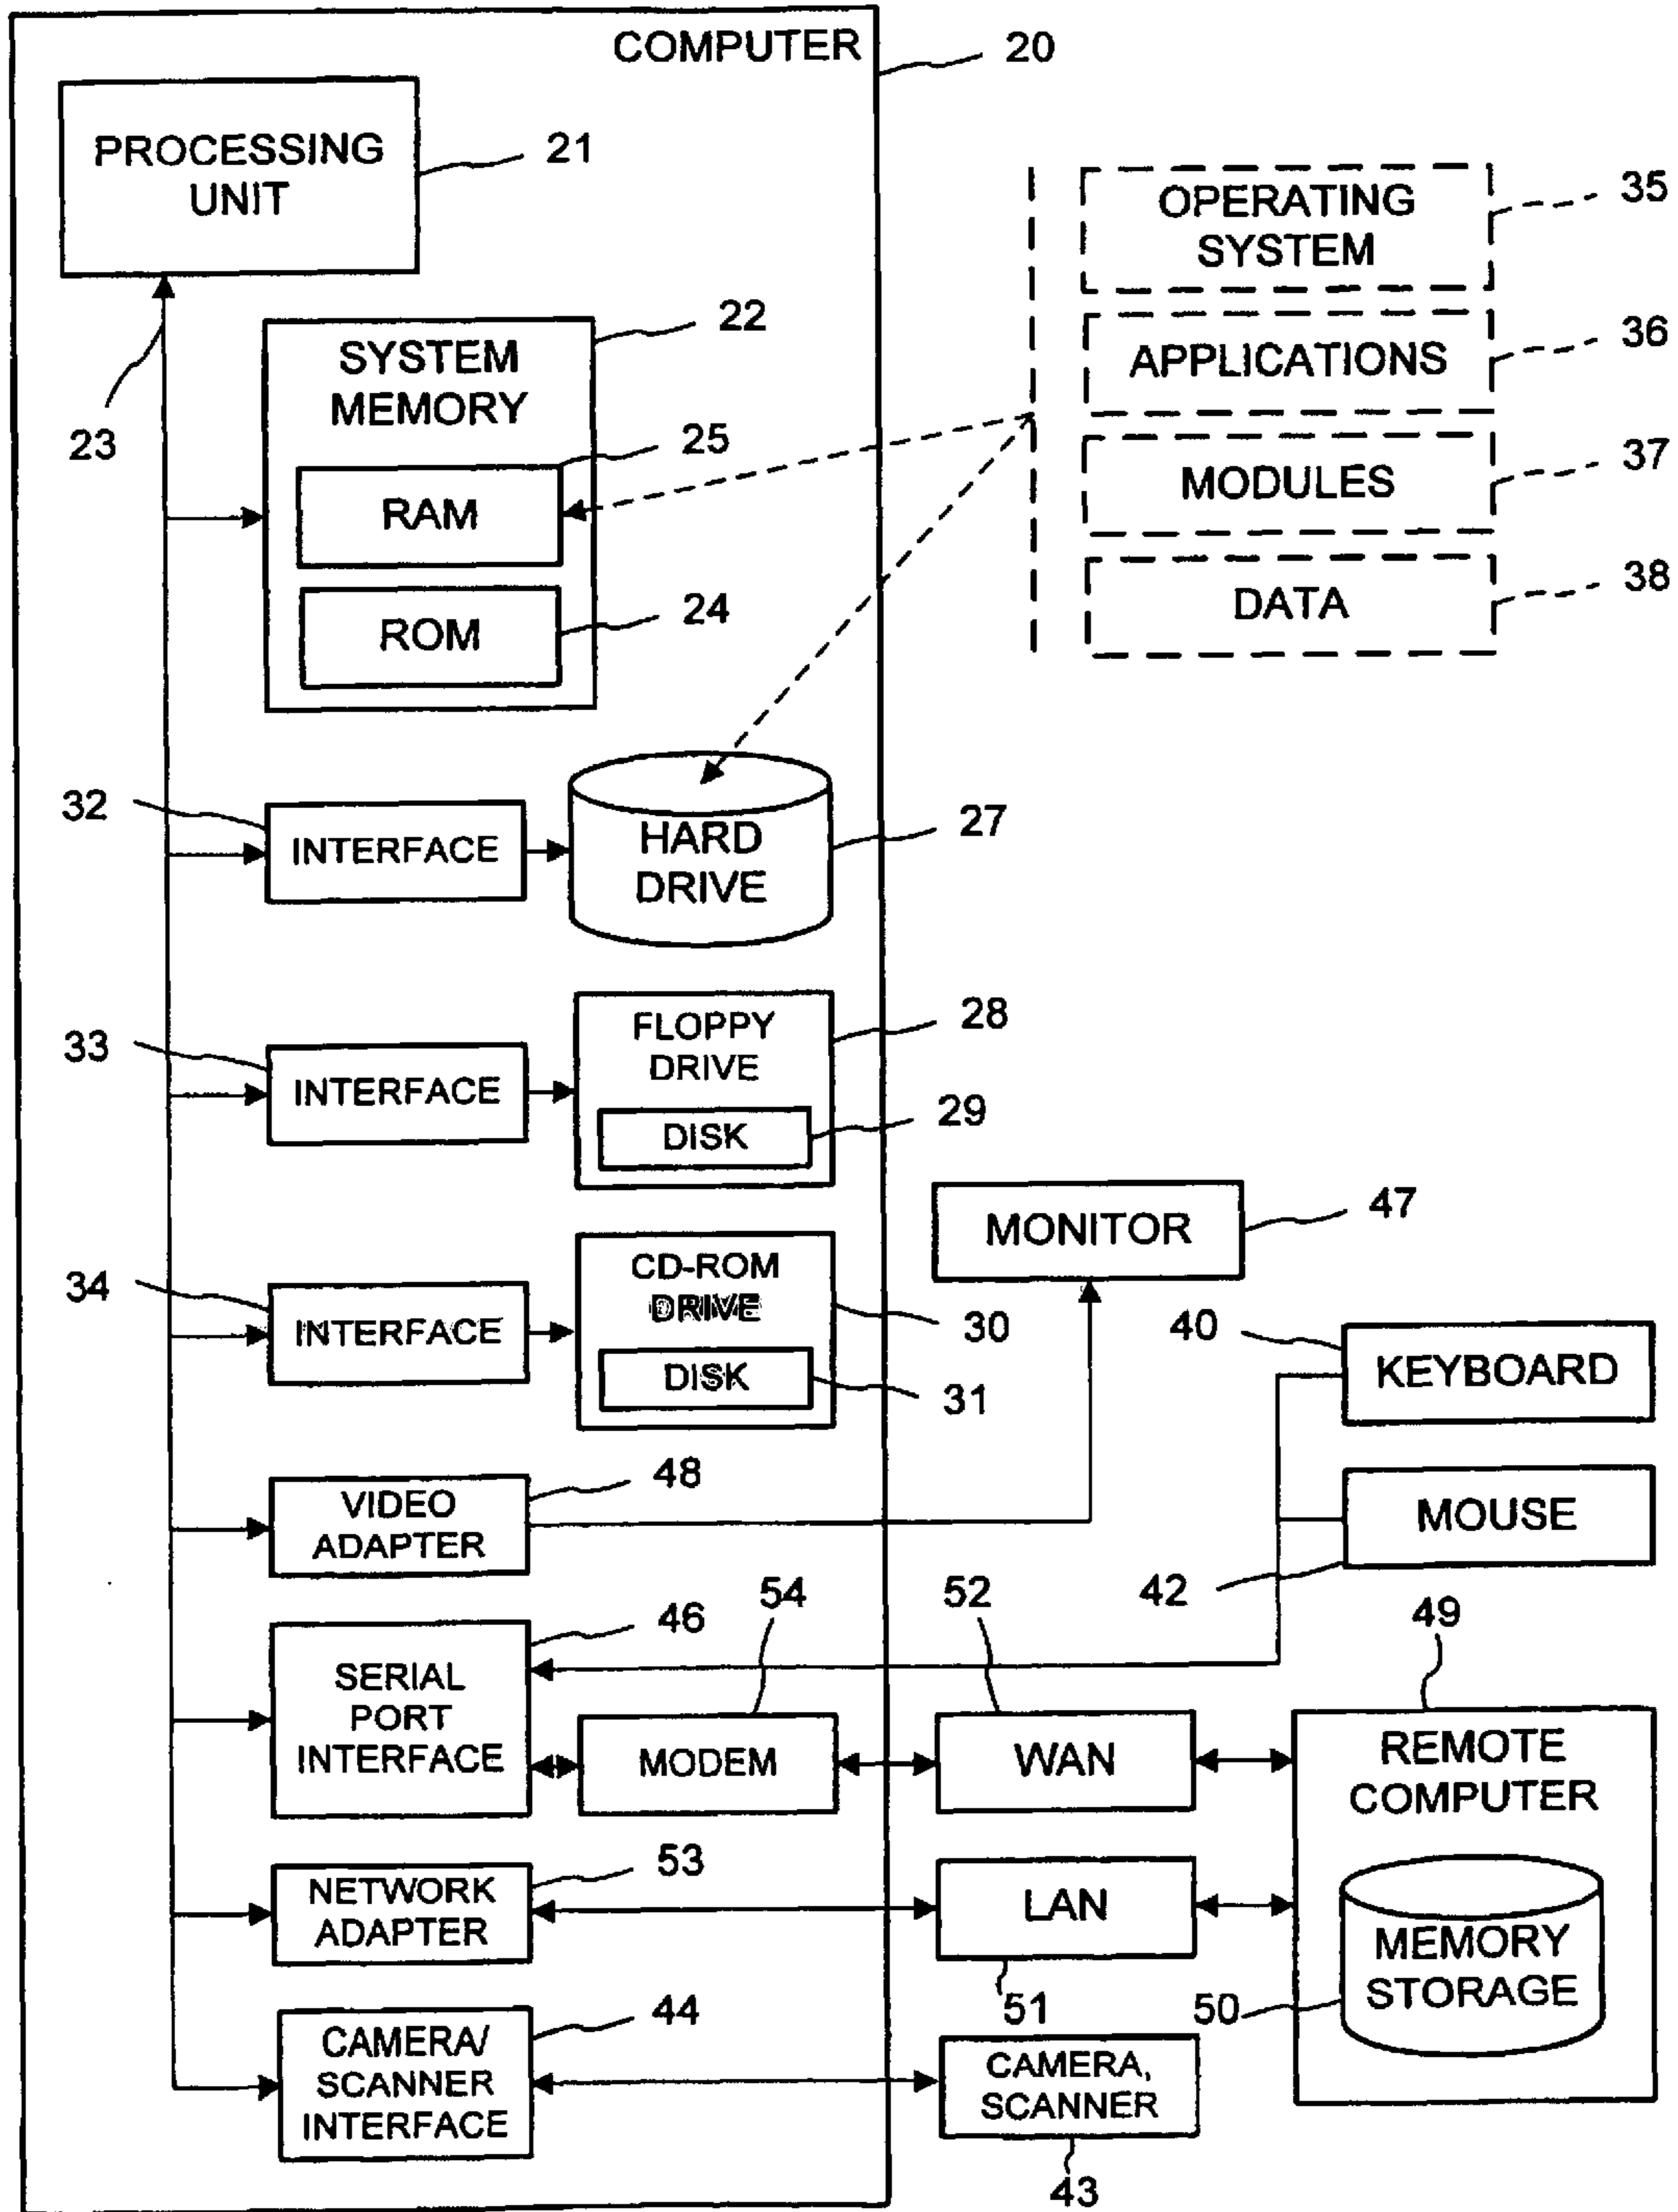 COMPUTER
20
PROCESSING
UNIT
21
23
SYSTEM
MEMORY
22
RAM
25
ROM
24
OPERATING
SYSTEM
35
APPLICATIONS
36
MODULES
37
DATA
38
32
INTERFACE
HARD
DRIVE
27
33
INTERFACE
FLOPPY
DRIVE
28
DISK
29
34
INTERFACE
CD-ROM
DRIVE
30
DISK
31
MONITOR
47
40
KEYBOARD
MOUSE
42
VIDEO
ADAPTER
48
46
SERIAL
PORT
INTERFACE
54
MODEM
52
WAN
49
REMOTE
COMPUTER
MEMORY
STORAGE
50
53
NETWORK
ADAPTER
LAN
51
44
CAMERA/
SCANNER
INTERFACE
CAMERA,
SCANNER
43